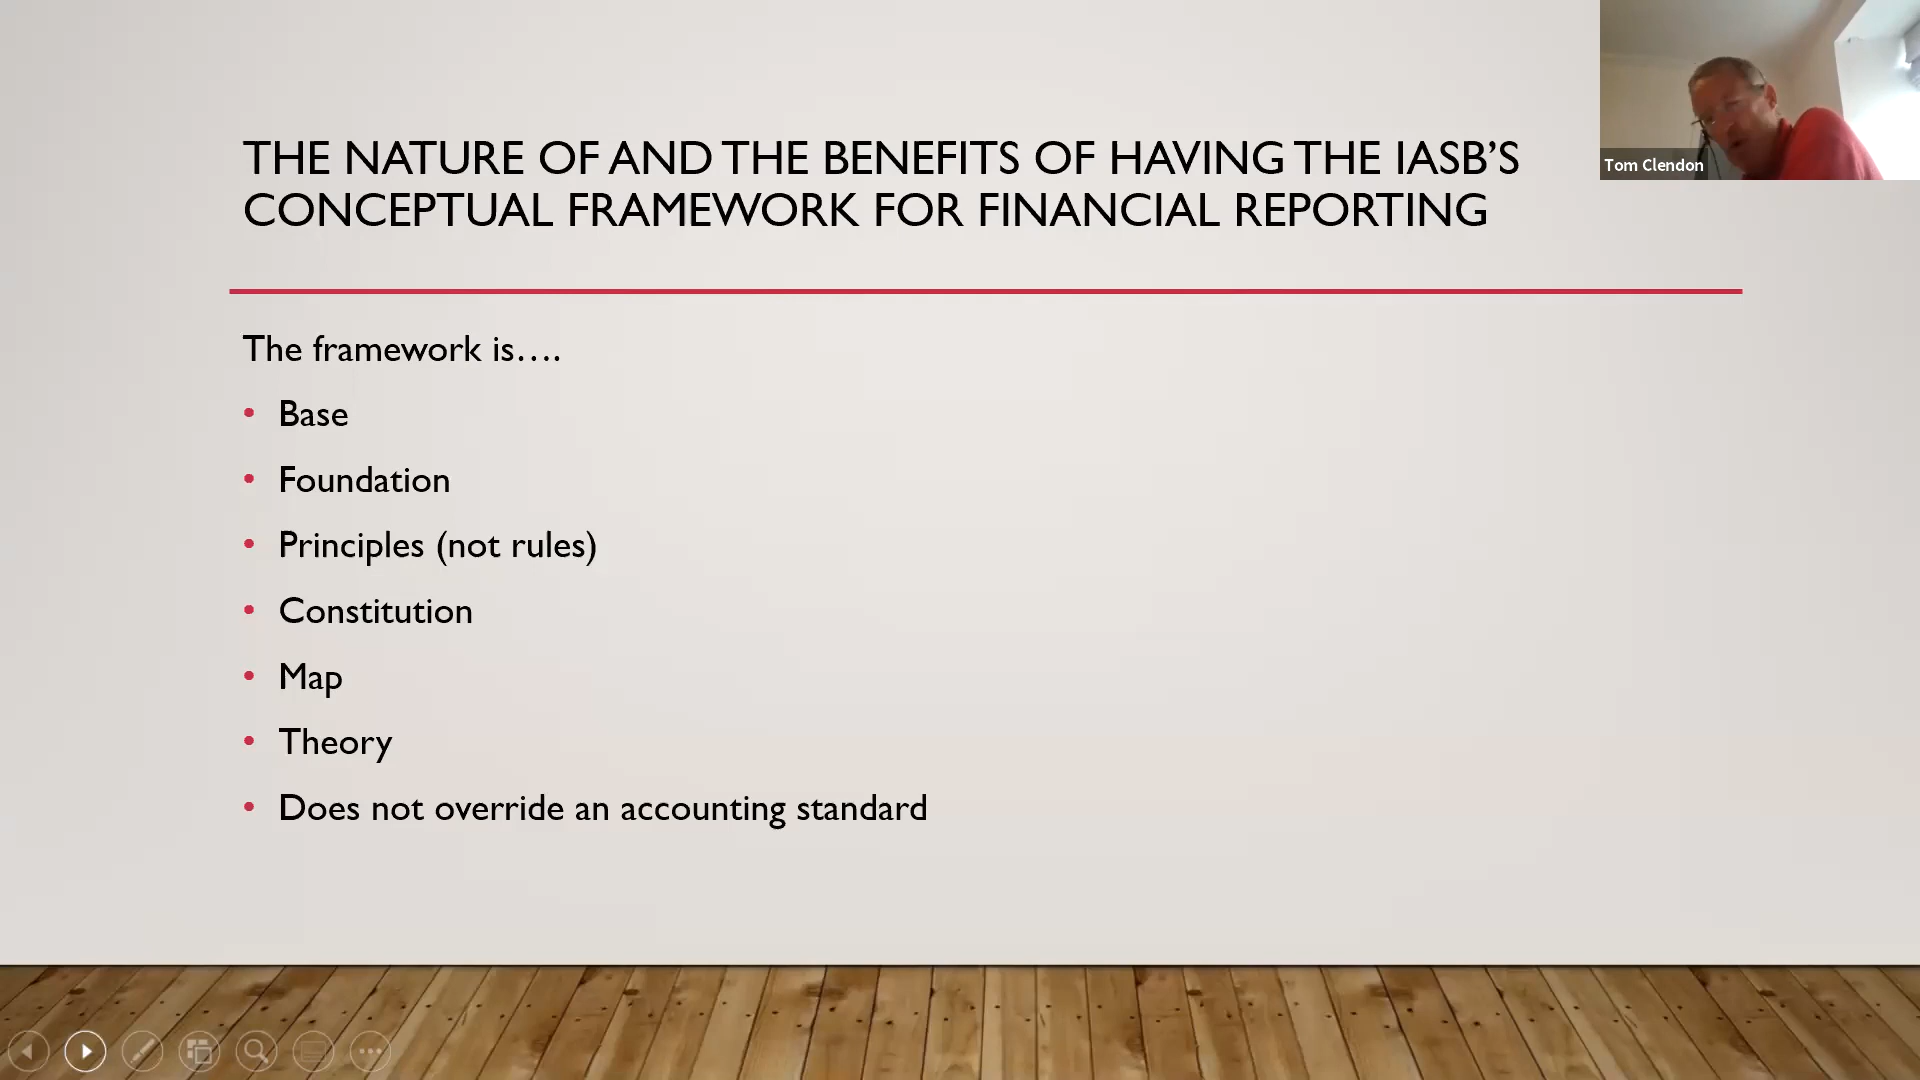 THE NATURE OF AND THE BENEFITS OF HAVING THE IASB’S
CONCEPTUAL FRAMEWORK FOR FINANCIAL REPORTING
Tom Clendon
The framework is….
• Base
• Foundation
• Principles (not rules)
• Constitution
• Map
• Theory
• Does not override an accounting standard